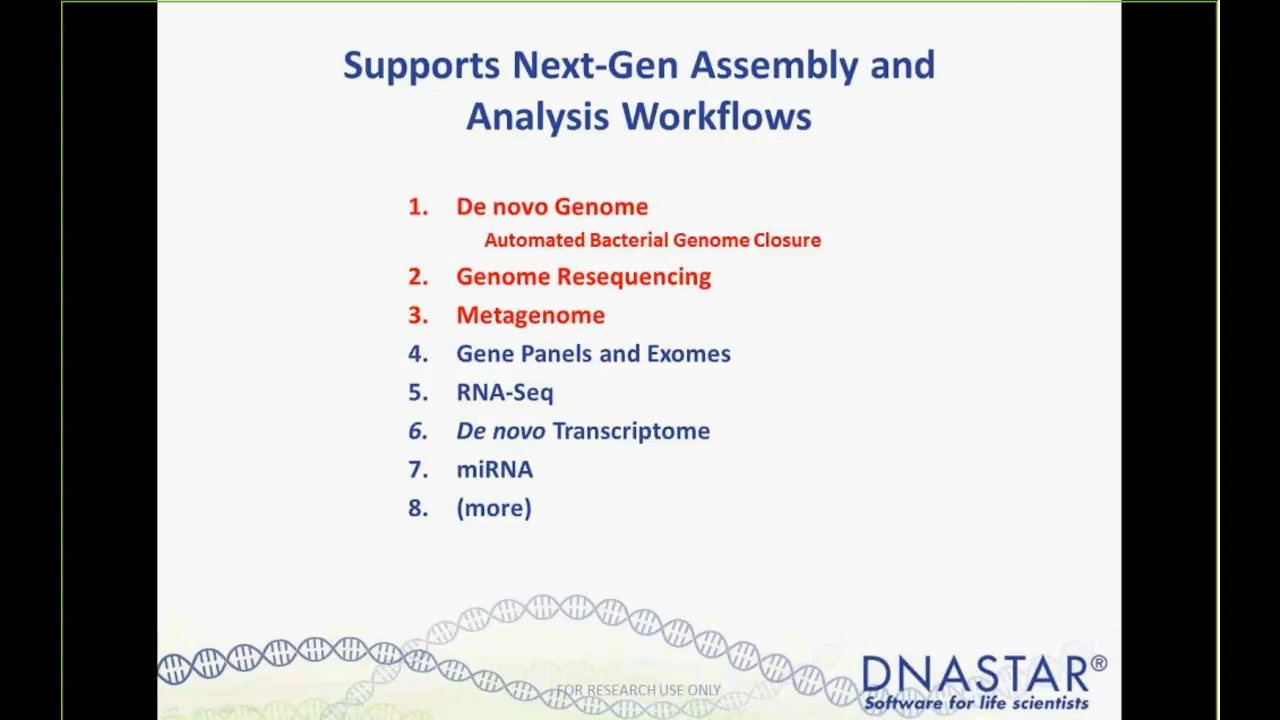 Supports Next-Gen Assembly and
Analysis Workflows
1. De novo Genome
Automated Bacterial Genome Closure
2. Genome Resequencing
3. Metagenome
4. Gene Panels and Exomes
5. RNA-Seq
6. De novo Transcriptome
7. miRNA
8. (more)
FOR RESEARCH USE ONLY
DNASTAR®
Software for life scientists